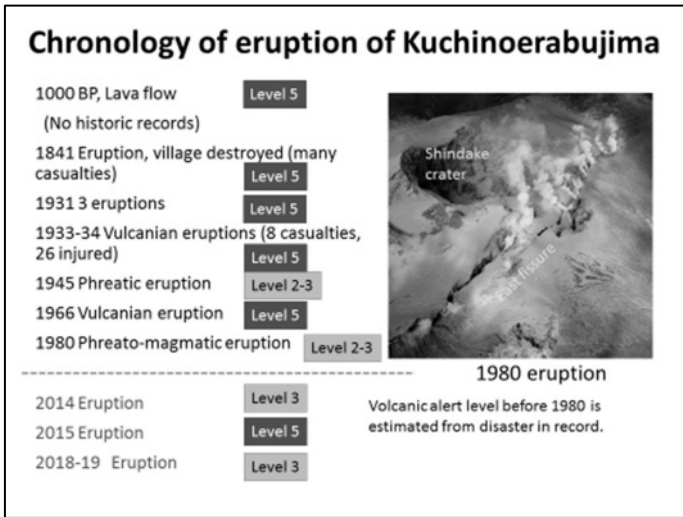 Chronology of eruption of Kuchinoerabujima
1000 BP, Lava flow Level 5
(No historic records)
1841 Eruption, village destroyed (many
casualties) Level 5
1931 3 eruptions Level 5
1933-34 Vulcanian eruptions (8 casualties,
26 injured) Level 5
1945 Phreatic eruption Level 2-3
1966 Vulcanian eruption Level 5
1980 Phreato-magmatic eruption Level 2-3
2014 Eruption Level 3
2015 Eruption Level 5
2018-19 Eruption Level 3
Shindake
crater
Past fissure
1980 eruption
Volcanic alert level before 1980 is
estimated from disaster in record.